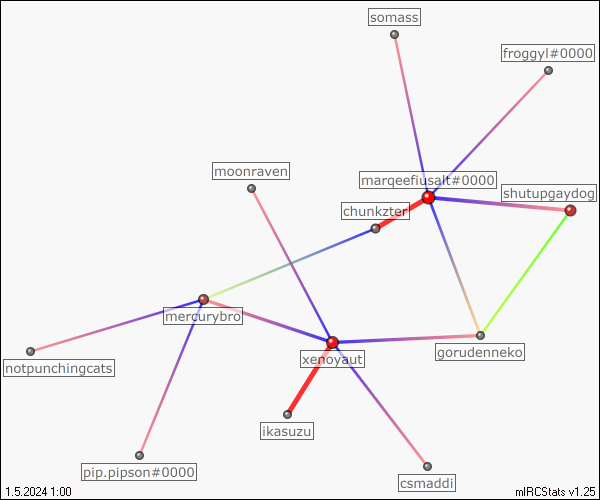 somass
froggyl#0000
moonraven
marqeefiusalt#0000
shutupgaydog
chunkzter
mercurybro
xenoyaut
gorudenneko
notpunchingcats
ikasuzu
pip.pipson#0000
csmaddi
1.5.2024 1:00
mIRCStats v1.25